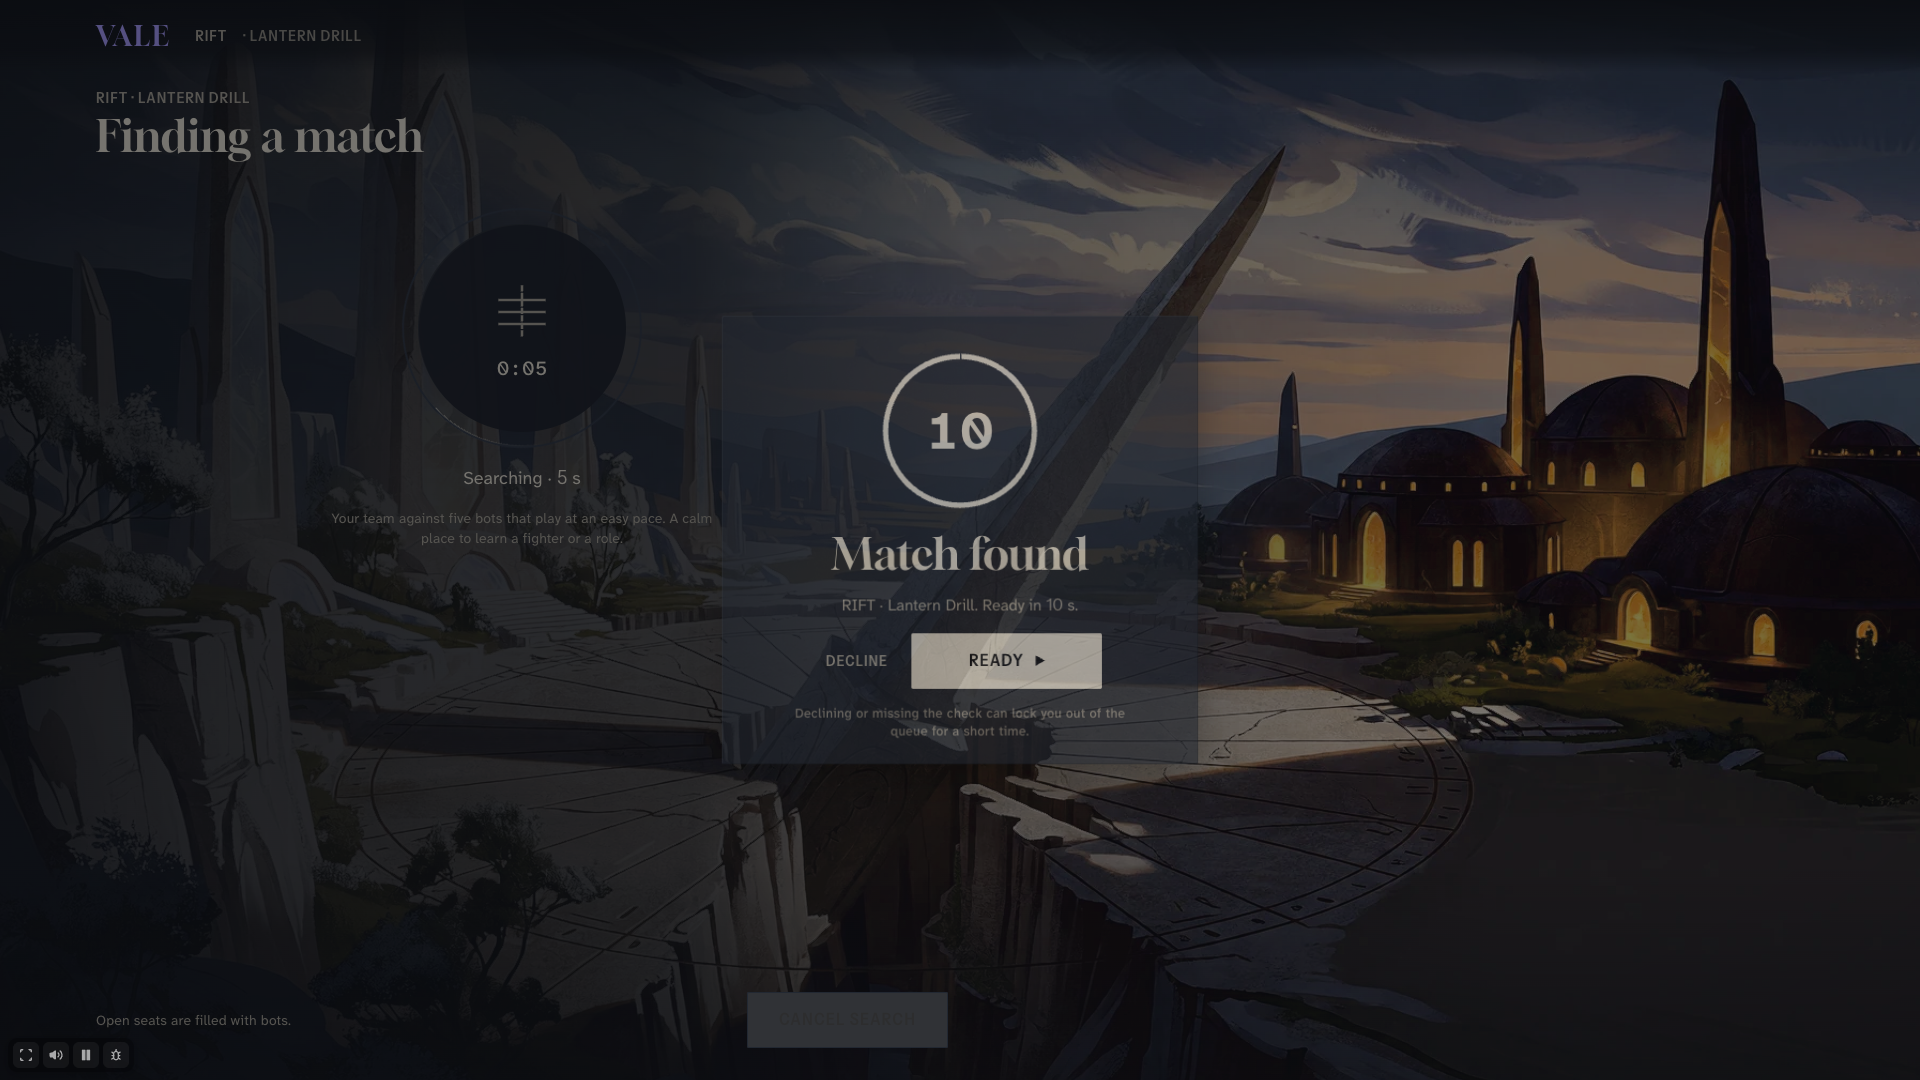 VALE RIFT · LANTERN DRILL
RIFT · LANTERN DRILL
Finding a match
0:05
Searching · 5 s
Your team against five bots that play at an easy pace. A calm
place to learn a fighter or a role.
10
Match found
RIFT · Lantern Drill. Ready in 10 s.
DECLINE READY
Declining or missing the check can lock you out of the
queue for a short time.
CANCEL SEARCH
Open seats are filled with bots.